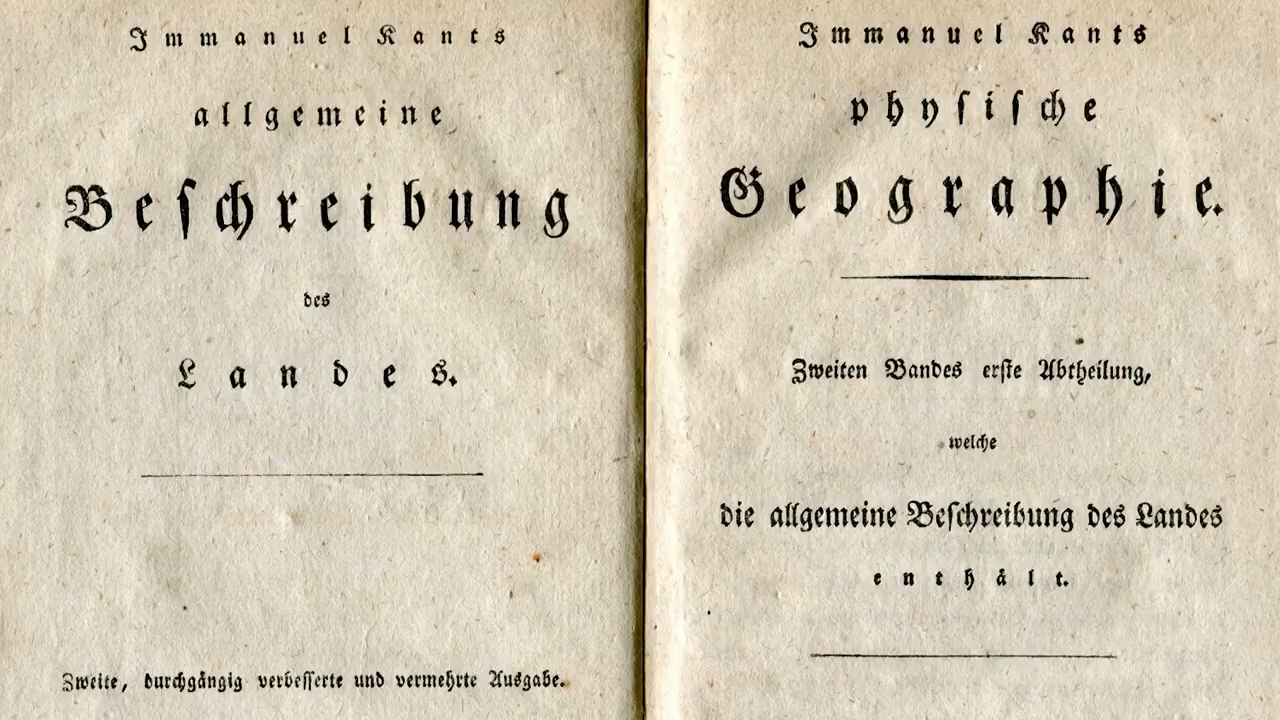 Immanuel Kants
allgemeine
Beschreibung
des
Landes.
Zweite, durchgängig verbesserte und vermehrte Ausgabe.
Immanuel Kants
physische
Geographie.
Zweiten Bandes erste Abtheilung,
welche
die allgemeine Beschreibung des Landes
enthält.